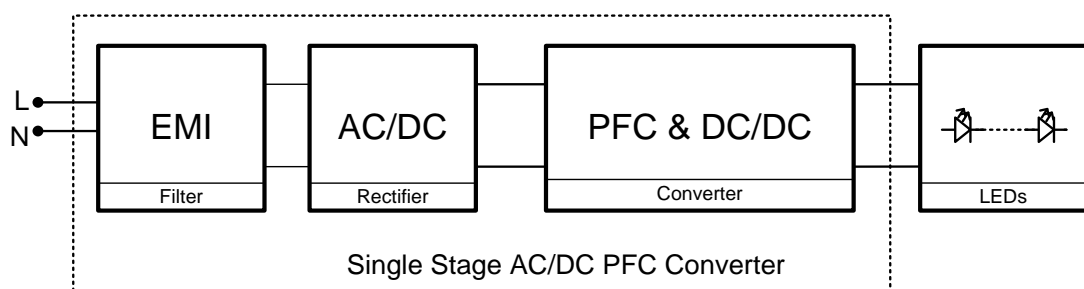 L
N
EMI
Filter
AC/DC
Rectifier
PFC & DC/DC
Converter
LEDs
Single Stage AC/DC PFC Converter